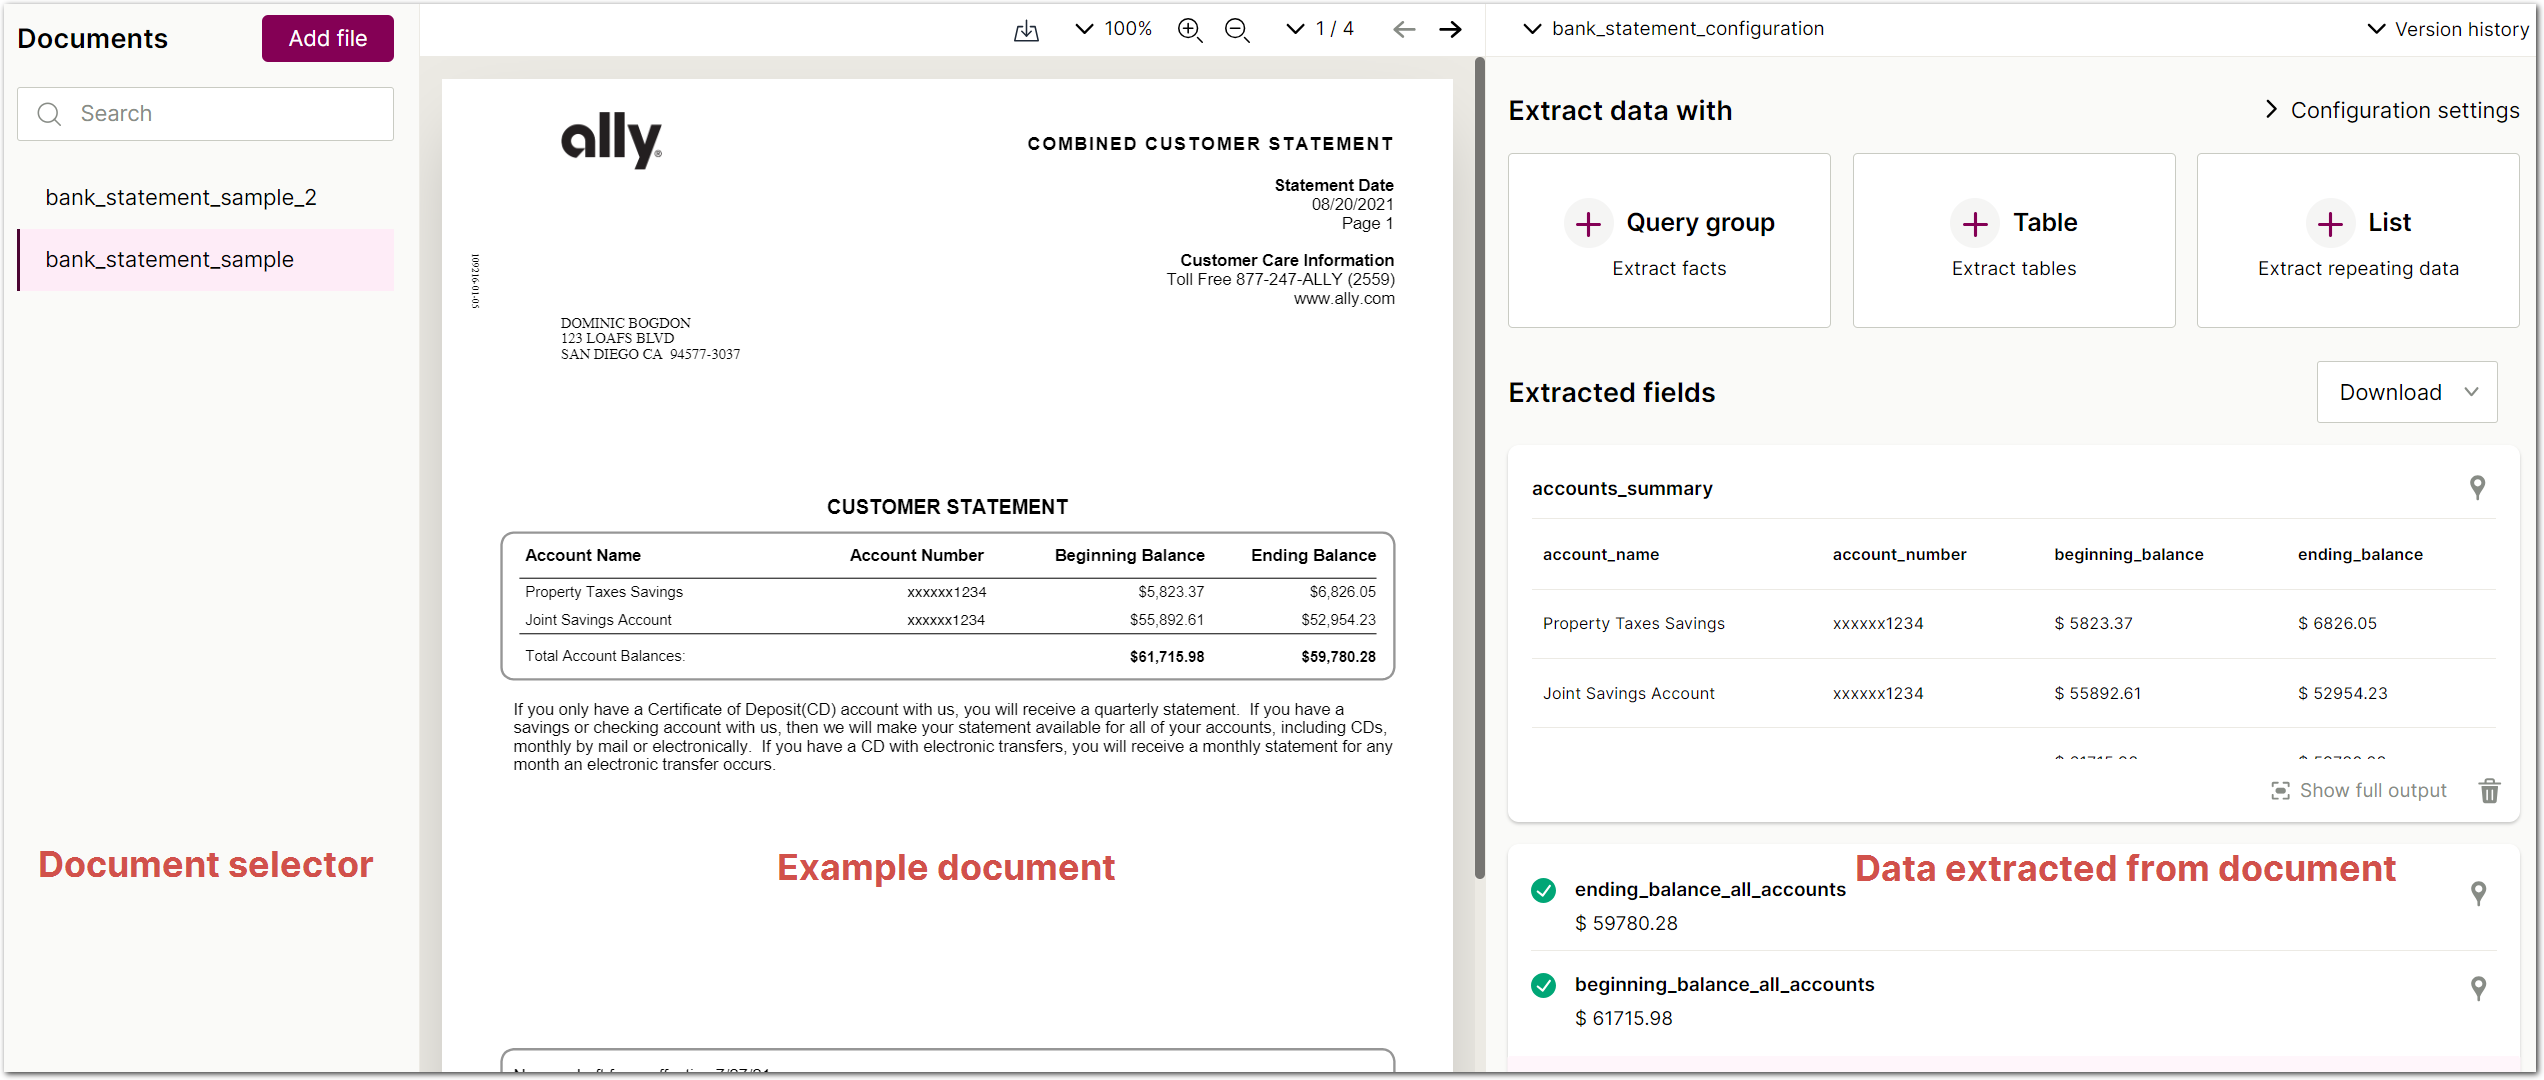 Documents
Add file
Search
bank_statement_sample_2
bank_statement_sample
Document selector
100%
1 / 4
ally®
COMBINED CUSTOMER STATEMENT
Statement Date
08/20/2021
Page 1
Customer Care Information
Toll Free 877-247-ALLY (2559)
www.ally.com
109216-01-05
DOMINIC BOGDON
123 LOAFS BLVD
SAN DIEGO CA 94577-3037
CUSTOMER STATEMENT
Account Name Account Number Beginning Balance Ending Balance
Property Taxes Savings xxxxxx1234 $5,823.37 $6,826.05
Joint Savings Account xxxxxx1234 $55,892.61 $52,954.23
Total Account Balances: $61,715.98 $59,780.28
If you only have a Certificate of Deposit(CD) account with us, you will receive a quarterly statement. If you have a
savings or checking account with us, then we will make your statement available for all of your accounts, including CDs,
monthly by mail or electronically. If you have a CD with electronic transfers, you will receive a monthly statement for any
month an electronic transfer occurs.
Example document
bank_statement_configuration
Version history
Extract data with
Configuration settings
Query group
Extract facts
Table
Extract tables
List
Extract repeating data
Extracted fields
Download
accounts_summary
account_name account_number beginning_balance ending_balance
Property Taxes Savings xxxxxx1234 $ 5823.37 $ 6826.05
Joint Savings Account xxxxxx1234 $ 55892.61 $ 52954.23
Show full output
Data extracted from document
ending_balance_all_accounts
$ 59780.28
beginning_balance_all_accounts
$ 61715.98